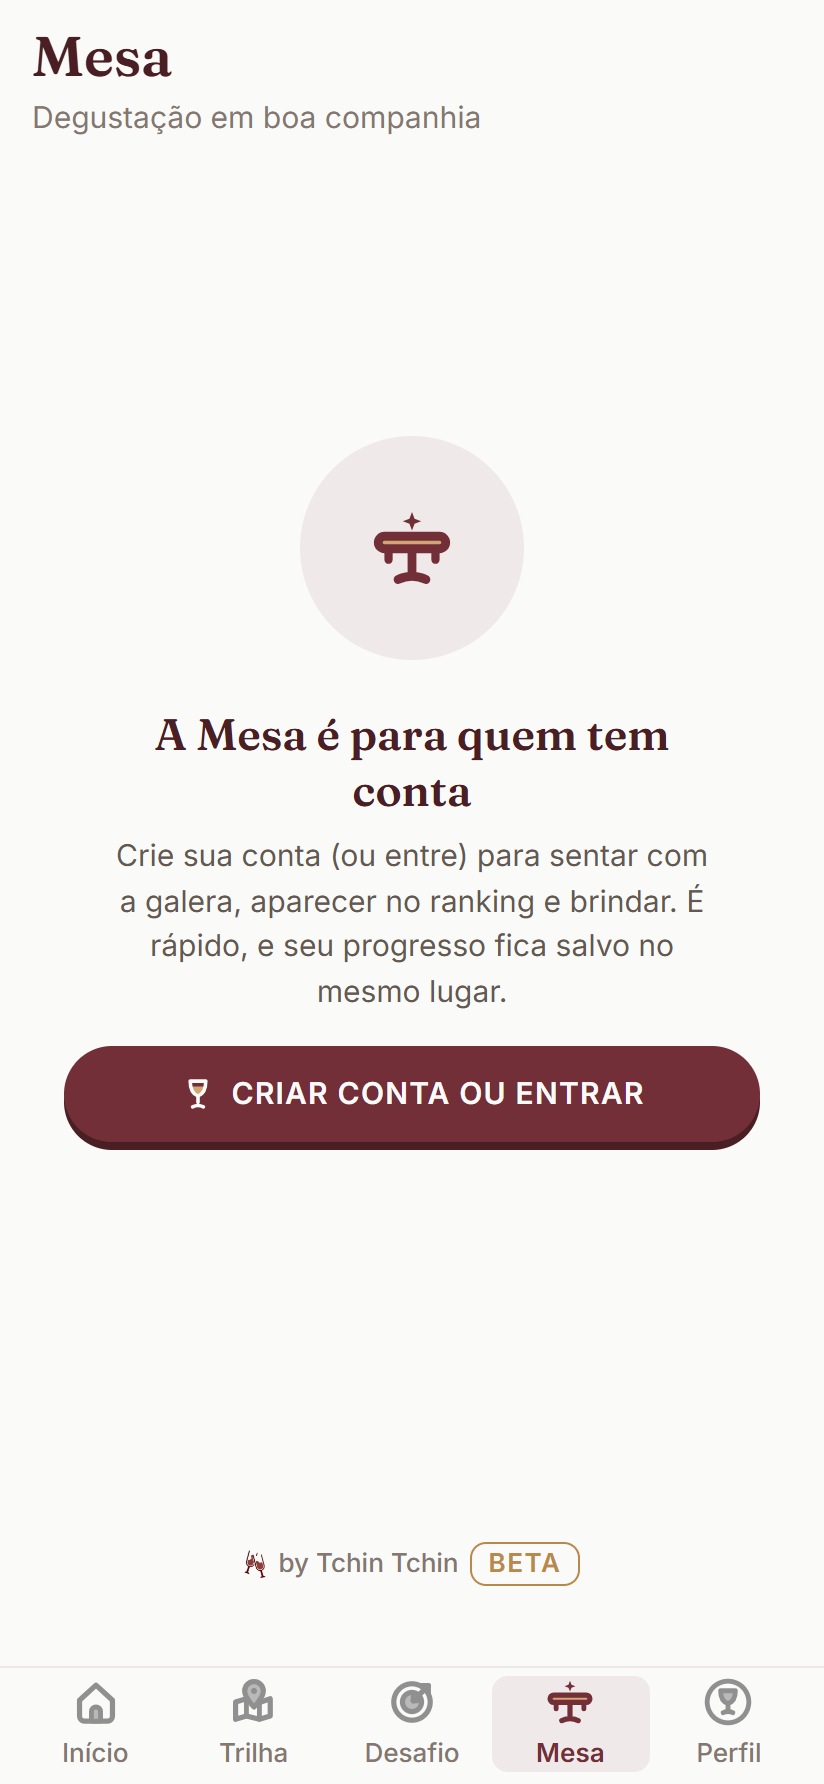 Mesa
Degustação em boa companhia
A Mesa é para quem tem
conta
Crie sua conta (ou entre) para sentar com
a galera, aparecer no ranking e brindar. É
rápido, e seu progresso fica salvo no
mesmo lugar.
CRIAR CONTA OU ENTRAR
by Tchin Tchin BETA
Início Trilha Desafio Mesa Perfil